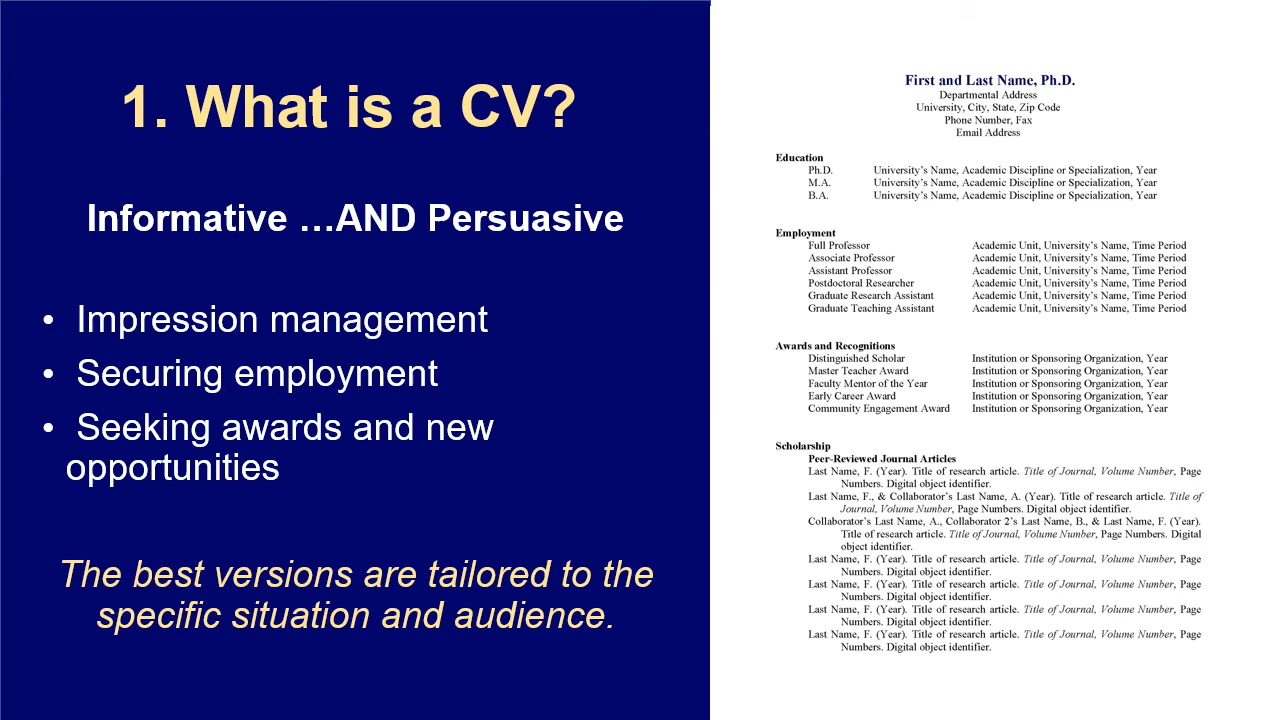 1. What is a CV?
Informative …AND Persuasive
• Impression management
• Securing employment
• Seeking awards and new
opportunities
The best versions are tailored to the
specific situation and audience.
First and Last Name, Ph.D.
Departmental Address
University, City, State, Zip Code
Phone Number, Fax
Email Address
Education
Ph.D. University's Name, Academic Discipline or Specialization, Year
M.A. University's Name, Academic Discipline or Specialization, Year
B.A. University's Name, Academic Discipline or Specialization, Year
Employment
Full Professor Academic Unit, University's Name, Time Period
Associate Professor Academic Unit, University's Name, Time Period
Assistant Professor Academic Unit, University's Name, Time Period
Postdoctoral Researcher Academic Unit, University's Name, Time Period
Graduate Research Assistant Academic Unit, University's Name, Time Period
Graduate Teaching Assistant Academic Unit, University's Name, Time Period
Awards and Recognitions
Distinguished Scholar Institution or Sponsoring Organization, Year
Master Teacher Award Institution or Sponsoring Organization, Year
Faculty Mentor of the Year Institution or Sponsoring Organization, Year
Early Career Award Institution or Sponsoring Organization, Year
Community Engagement Award Institution or Sponsoring Organization, Year
Scholarship
Peer-Reviewed Journal Articles
Last Name, F. (Year). Title of research article. Title of Journal, Volume Number, Page
Numbers. Digital object identifier.
Last Name, F., & Collaborator's Last Name, A. (Year). Title of research article. Title of
Journal, Volume Number, Page Numbers. Digital object identifier.
Collaborator's Last Name, A., Collaborator 2's Last Name, B., & Last Name, F. (Year).
Title of research article. Title of Journal, Volume Number, Page Numbers. Digital
object identifier.
Last Name, F. (Year). Title of research article. Title of Journal, Volume Number, Page
Numbers. Digital object identifier.
Last Name, F. (Year). Title of research article. Title of Journal, Volume Number, Page
Numbers. Digital object identifier.
Last Name, F. (Year). Title of research article. Title of Journal, Volume Number, Page
Numbers. Digital object identifier.
Last Name, F. (Year). Title of research article. Title of Journal, Volume Number, Page
Numbers. Digital object identifier.